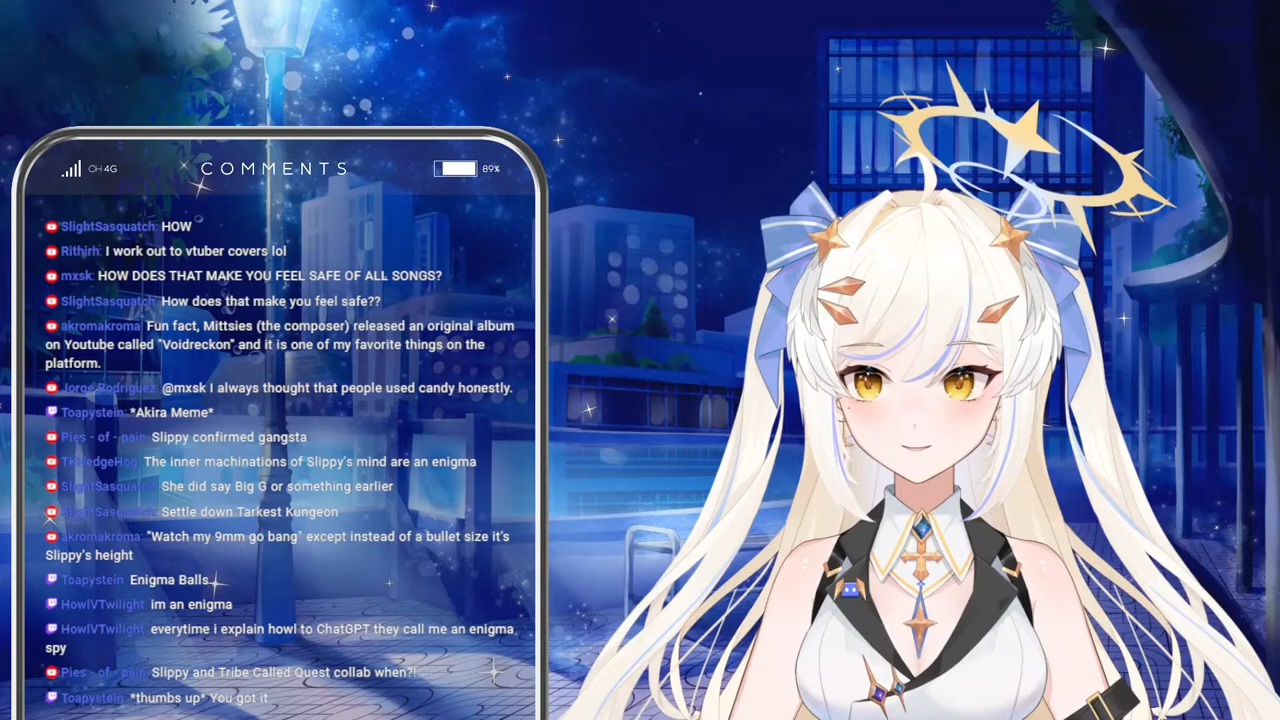 OH 4G
COMMENTS
89%
SlightSasquatch: HOW
Rithirh: I work out to vtuber covers lol
mxsk: HOW DOES THAT MAKE YOU FEEL SAFE OF ALL SONGS?
SlightSasquatch: How does that make you feel safe??
akromakroma: Fun fact, Mittsies (the composer) released an original album
on Youtube called "Voidreckon" and it is one of my favorite things on the
platform.
Jorge Rodriguez: @mxsk I always thought that people used candy honestly.
Toapystein: *Akira Meme*
Pies - of - pain: Slippy confirmed gangsta
The inner machinations of Slippy's mind are an enigma
SlightSasquatch: She did say Big G or something earlier
SlightSasquatch: Settle down Tarkest Kungeon
akromakroma: "Watch my 9mm go bang" except instead of a bullet size it's
Slippy's height
Toapystein: Enigma Balls
HowlVTwilight: im an enigma
HowlVTwilight: everytime i explain howl to ChatGPT they call me an enigma
spy
Pies - of - pain: Slippy and Tribe Called Quest collab when?!
Toapystein: *thumbs up* You got it